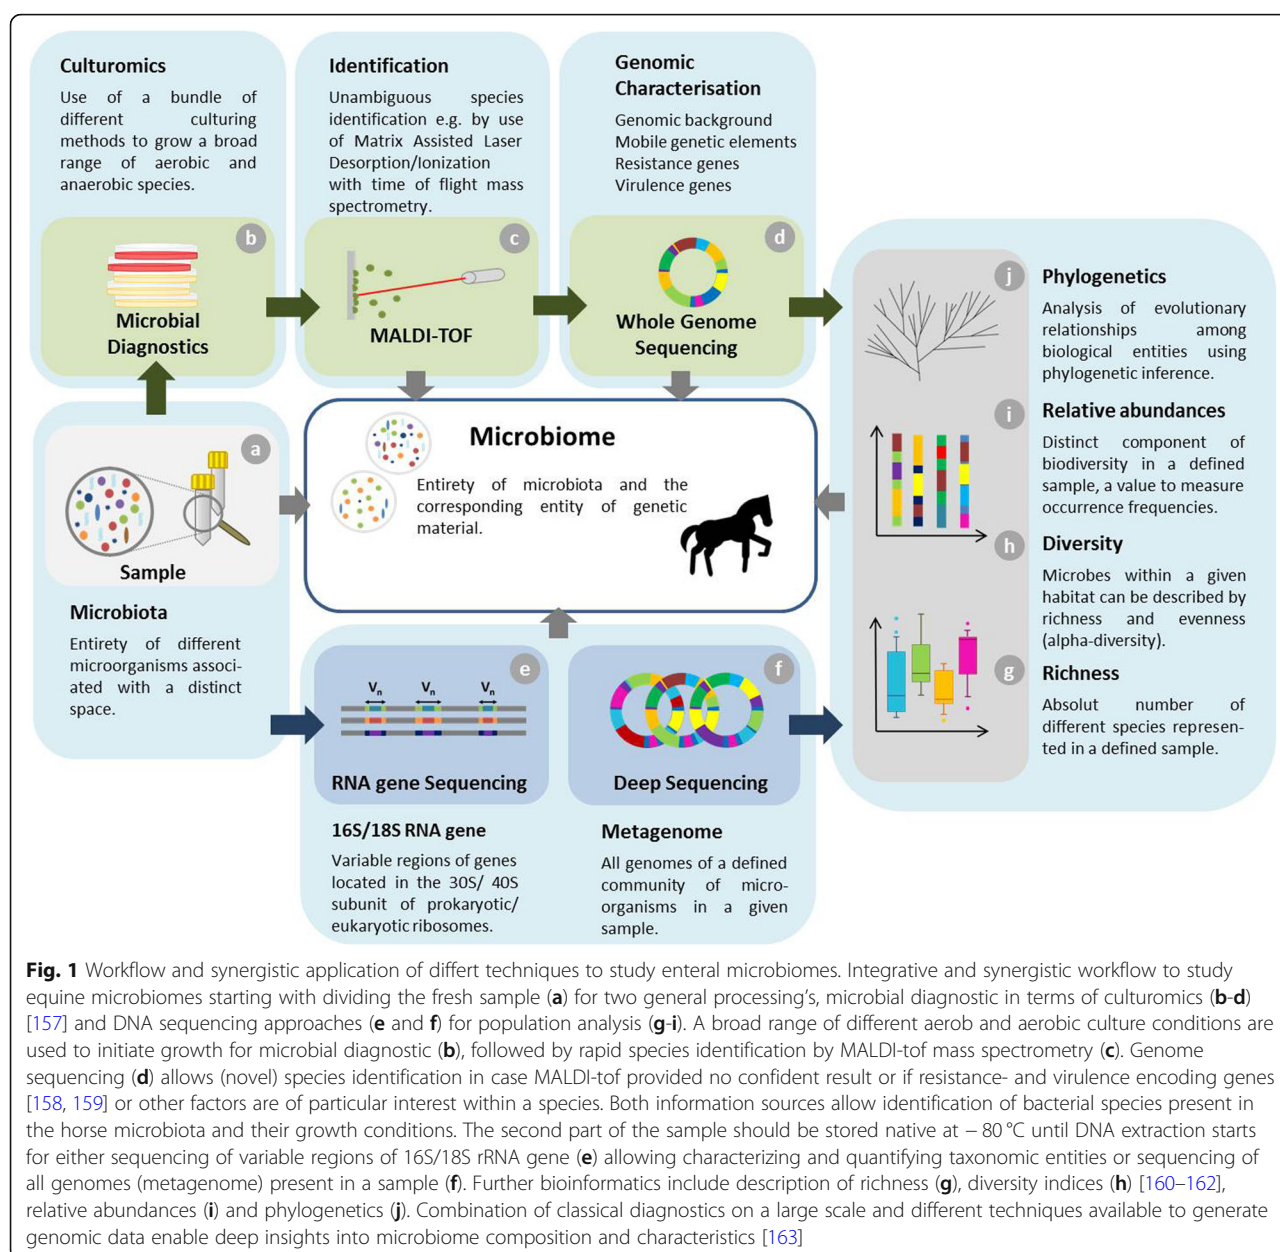 Culturomics
Use of a bundle of
different culturing
methods to grow a broad
range of aerobic and
anaerobic species.
b
Microbial
Diagnostics
Identification
Unambiguous species
identification e.g. by use
of Matrix Assisted Laser
Desorption/Ionization
with time of flight mass
spectrometry.
c
MALDI-TOF
Genomic
Characterisation
Genomic background
Mobile genetic elements
Resistance genes
Virulence genes
d
Whole Genome
Sequencing
a
Sample
Microbiota
Entirety of different
microorganisms associ-
ated with a distinct
space.
Microbiome
Entirety of microbiota and the
corresponding entity of genetic
material.
j
Phylogenetics
Analysis of evolutionary
relationships among
biological entities using
phylogenetic inference.
i
Relative abundances
Distinct component of
biodiversity in a defined
sample, a value to measure
occurrence frequencies.
h
Diversity
Microbes within a given
habitat can be described by
richness and evenness
(alpha-diversity).
g
Richness
Absolut number of
different species represen-
ted in a defined sample.
e
Vn Vn Vn
RNA gene Sequencing
16S/18S RNA gene
Variable regions of genes
located in the 30S/ 40S
subunit of prokaryotic/
eukaryotic ribosomes.
f
Deep Sequencing
Metagenome
All genomes of a defined
community of micro-
organisms in a given
sample.
Fig. 1 Workflow and synergistic application of differt techniques to study enteral microbiomes. Integrative and synergistic workflow to study
equine microbiomes starting with dividing the fresh sample (a) for two general processing's, microbial diagnostic in terms of culturomics (b-d)
[157] and DNA sequencing approaches (e and f) for population analysis (g-i). A broad range of different aerob and aerobic culture conditions are
used to initiate growth for microbial diagnostic (b), followed by rapid species identification by MALDI-tof mass spectrometry (c). Genome
sequencing (d) allows (novel) species identification in case MALDI-tof provided no confident result or if resistance- and virulence encoding genes
[158, 159] or other factors are of particular interest within a species. Both information sources allow identification of bacterial species present in
the horse microbiota and their growth conditions. The second part of the sample should be stored native at − 80 °C until DNA extraction starts
for either sequencing of variable regions of 16S/18S rRNA gene (e) allowing characterizing and quantifying taxonomic entities or sequencing of
all genomes (metagenome) present in a sample (f). Further bioinformatics include description of richness (g), diversity indices (h) [160–162],
relative abundances (i) and phylogenetics (j). Combination of classical diagnostics on a large scale and different techniques available to generate
genomic data enable deep insights into microbiome composition and characteristics [163]